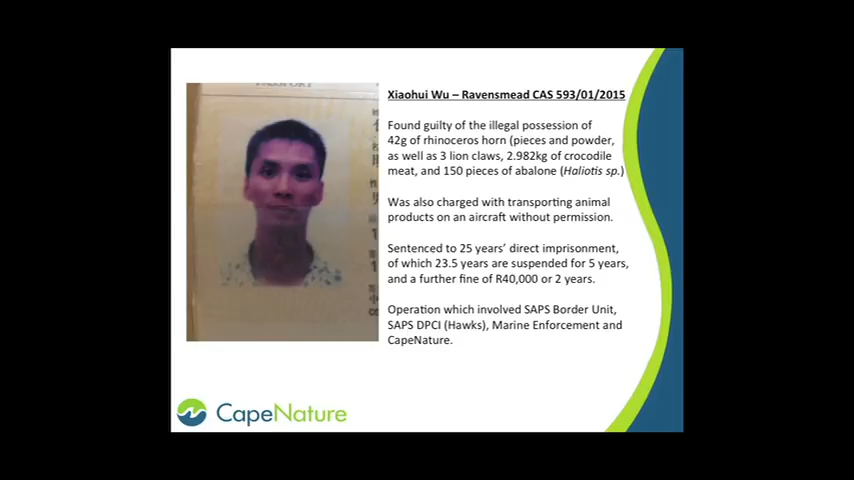 PASSPORT
Xiaohui Wu – Ravensmead CAS 593/01/2015
Found guilty of the illegal possession of
42g of rhinoceros horn (pieces and powder,
as well as 3 lion claws, 2.982kg of crocodile
meat, and 150 pieces of abalone (Haliotis sp.)
Was also charged with transporting animal
products on an aircraft without permission.
Sentenced to 25 years’ direct imprisonment,
of which 23.5 years are suspended for 5 years,
and a further fine of R40,000 or 2 years.
Operation which involved SAPS Border Unit,
SAPS DPCI (Hawks), Marine Enforcement and
CapeNature.
CapeNature